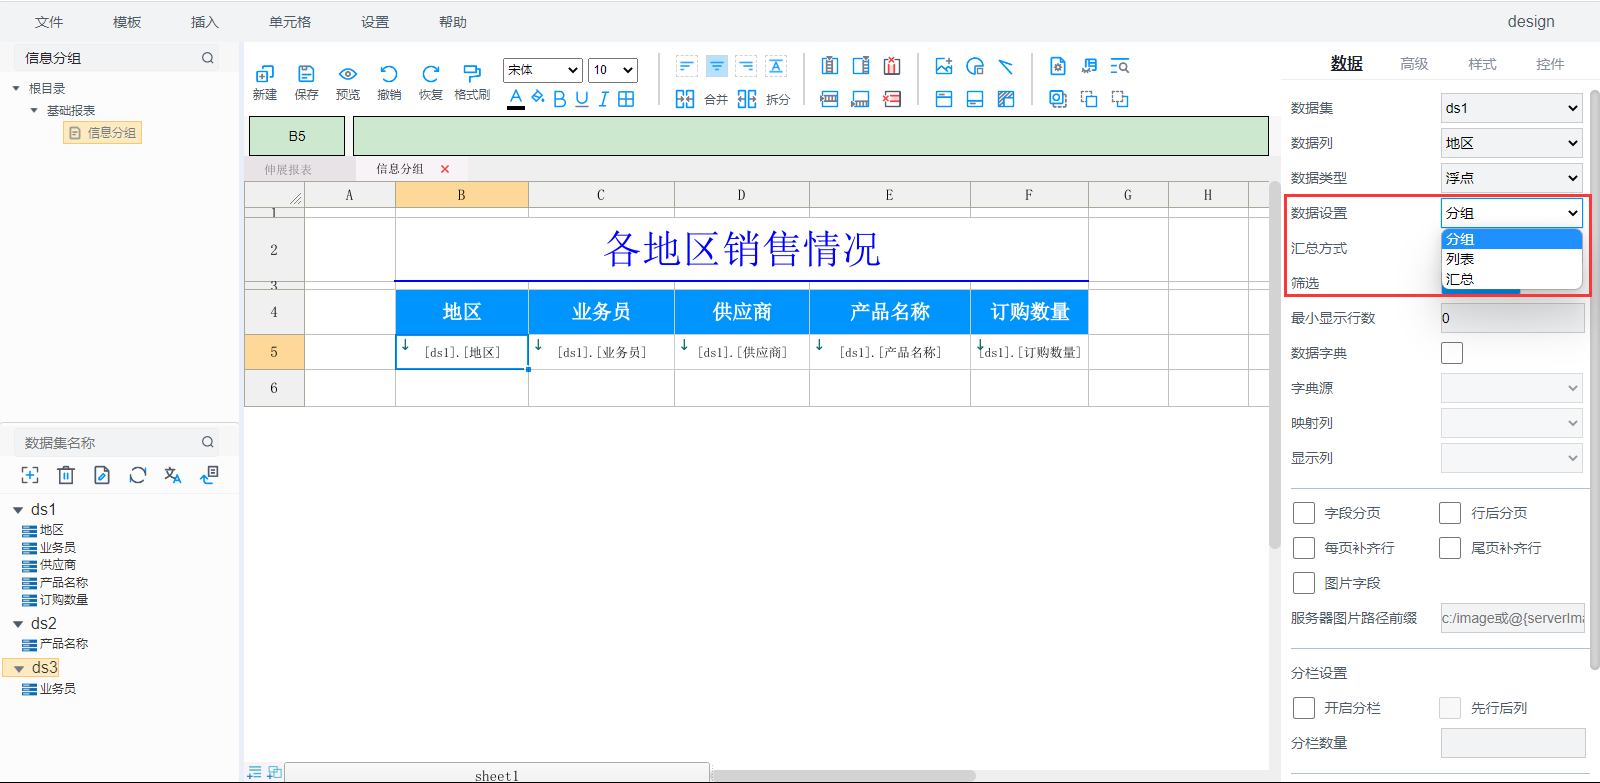 文件 模板 插入 单元格 设置 帮助 design
信息分组
根目录
基础报表
信息分组
新建 保存 预览 撤销 恢复 格式刷
宋体 10
A B U I
合并 拆分
B5
伸展报表 信息分组
A B C D E F G H
1
2 各地区销售情况
3
4 地区 业务员 供应商 产品名称 订购数量
5 [ds1].[地区] [ds1].[业务员] [ds1].[供应商] [ds1].[产品名称] [ds1].[订购数量]
6
sheet1
数据集名称
ds1
地区
业务员
供应商
产品名称
订购数量
ds2
产品名称
ds3
业务员
数据 高级 样式 控件
数据集 ds1
数据列 地区
数据类型 浮点
数据设置 分组
分组
列表
汇总
汇总方式
筛选
最小显示行数 0
数据字典
字典源
映射列
显示列
字段分页 行后分页
每页补齐行 尾页补齐行
图片字段
服务器图片路径前缀 c:/image或@{serverIma
分栏设置
开启分栏 先行后列
分栏数量